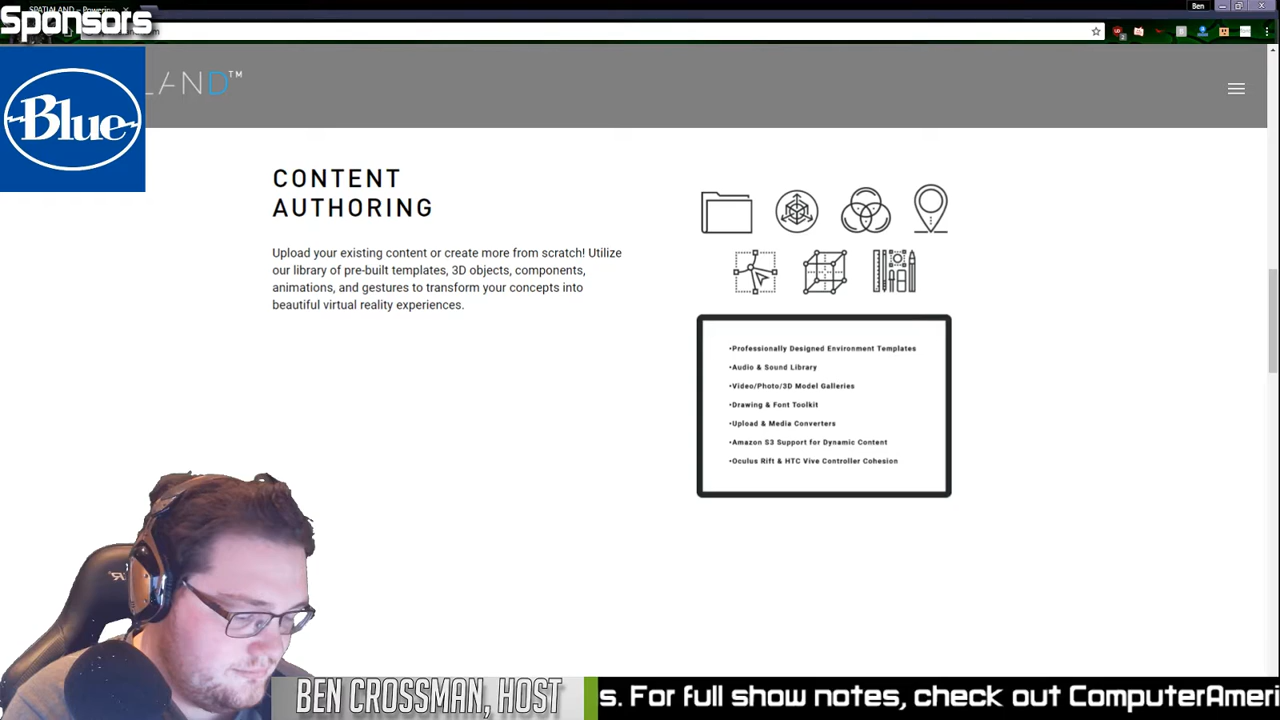 SPATIALAND - Powering
Ben
Sponsors
Blue
LAND™
CONTENT
AUTHORING
Upload your existing content or create more from scratch! Utilize
our library of pre-built templates, 3D objects, components,
animations, and gestures to transform your concepts into
beautiful virtual reality experiences.
•Professionally Designed Environment Templates
•Audio & Sound Library
•Video/Photo/3D Model Galleries
•Drawing & Font Toolkit
•Upload & Media Converters
•Amazon S3 Support for Dynamic Content
•Oculus Rift & HTC Vive Controller Cohesion
BEN CROSSMAN, HOST
s. For full show notes, check out ComputerAmeri